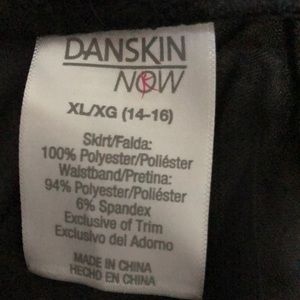 DANSKIN
NOW
XL/XG (14-16)
Skirt/Falda:
100% Polyester/Poliéster
Waistband/Pretina:
94% Polyester/Poliéster
6% Spandex
Exclusive of Trim
Exclusivo del Adorno
MADE IN CHINA
HECHO EN CHINA